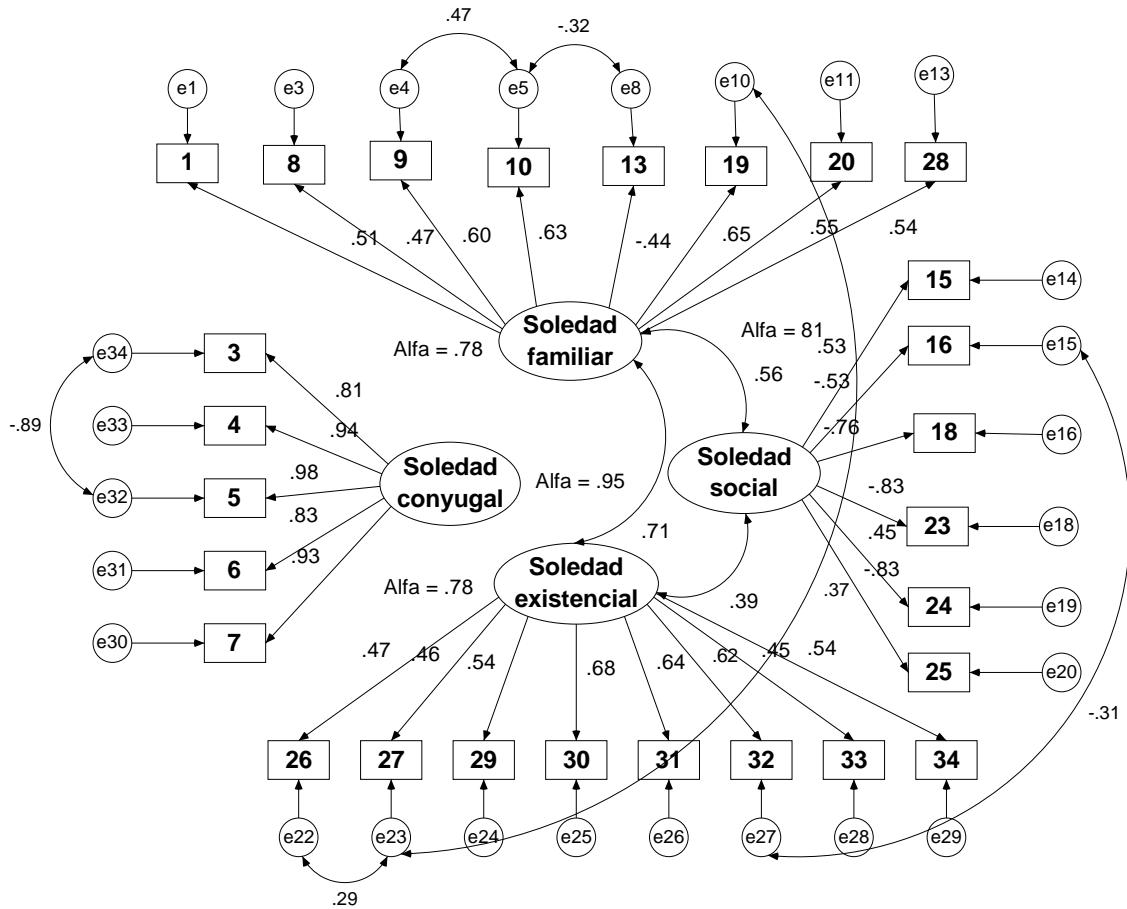 .47
-.32
e1
e3
e4
e5
e8
e10
e11
e13
1
8
9
10
13
19
20
28
.51
.47
.60
.63
-.44
.65
.55
.54
15
e14
Soledad
familiar
Alfa = .78
Alfa = 81
.53
16
e15
e34
3
.56
-.53
.81
-.89
e33
4
.94
-.76
18
e16
Soledad
conyugal
Soledad
social
e32
5
.98
Alfa = .95
-.83
.83
.71
.45
23
e18
e31
6
.93
Alfa = .78
Soledad
existencial
-.83
.39
.37
24
e19
e30
7
25
e20
.47
.46
.54
.68
.64
.62
.45
.54
-.31
26
27
29
30
31
32
33
34
e22
e23
e24
e25
e26
e27
e28
e29
.29